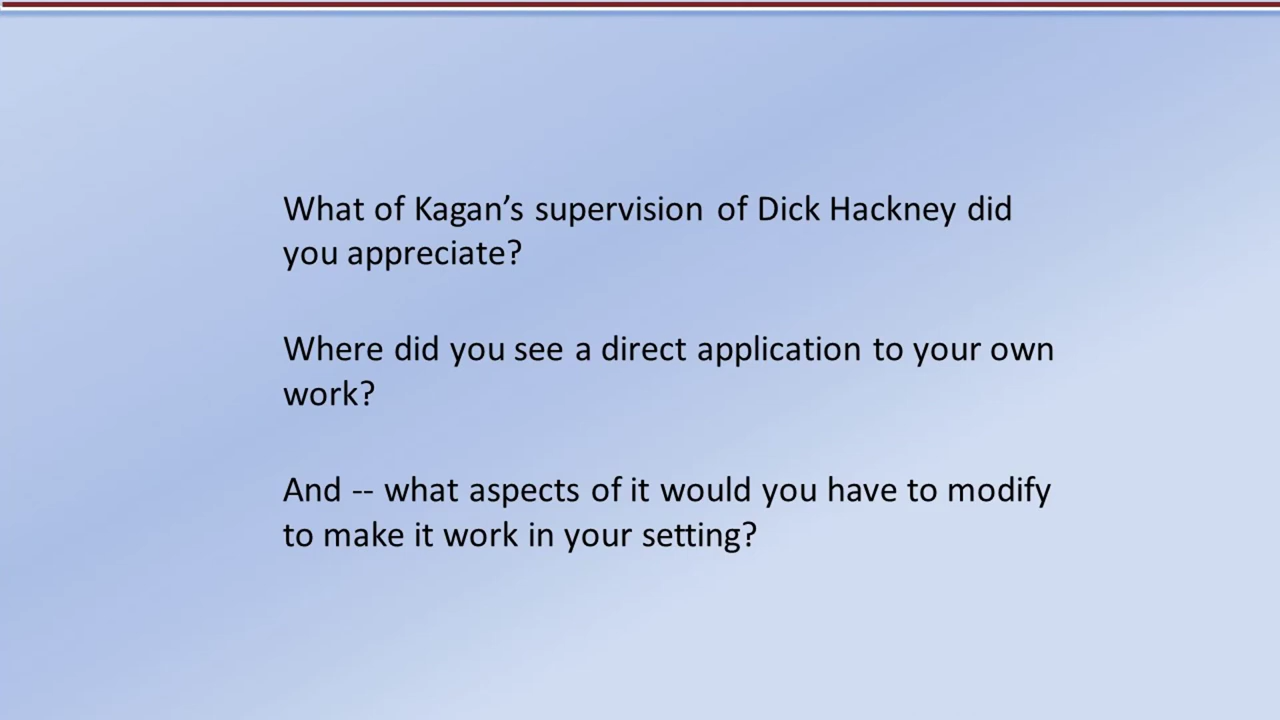 What of Kagan’s supervision of Dick Hackney did
you appreciate?
Where did you see a direct application to your own
work?
And -- what aspects of it would you have to modify
to make it work in your setting?